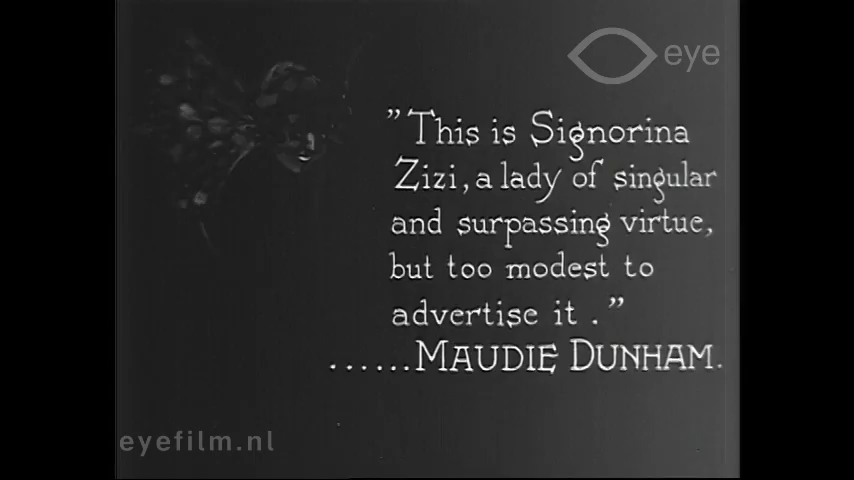 eye
"This is Signorina
Zizi, a lady of singular
and surpassing virtue,
but too modest to
advertise it."
......MAUDIE DUNHAM.
eyefilm.nl